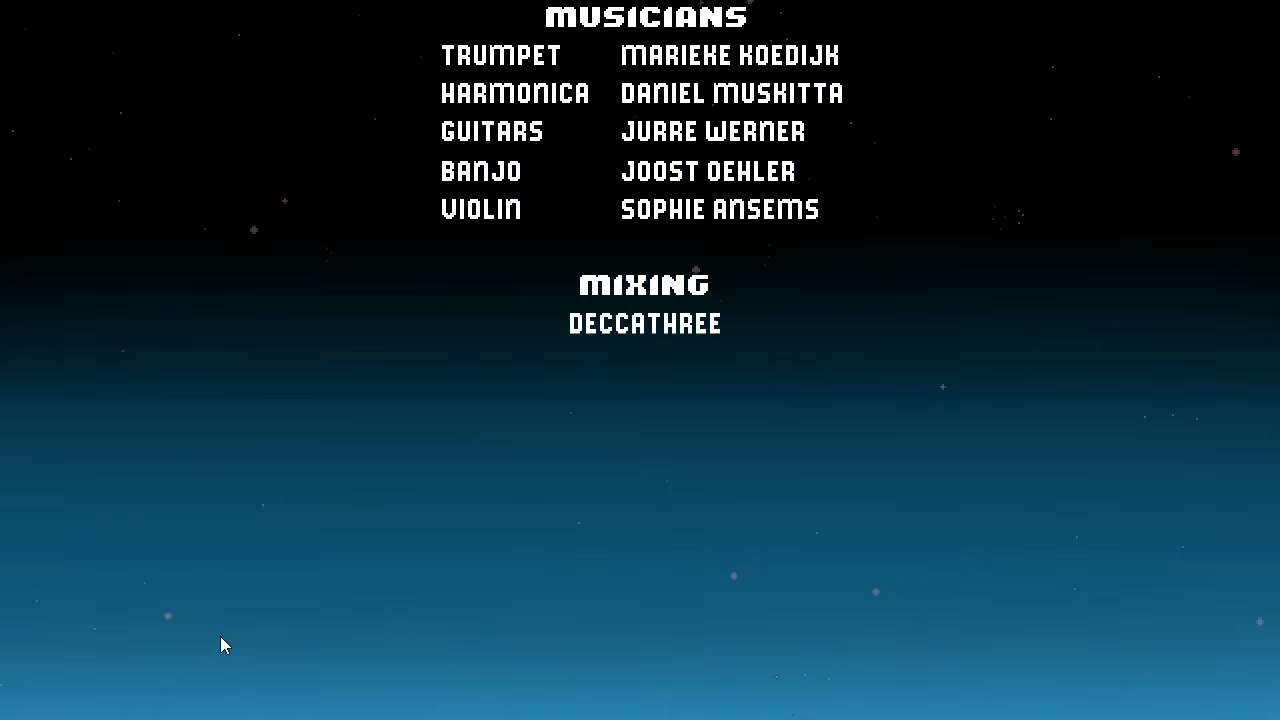 MUSICIANS
TRUMPET MARIEKE KOEDIJK
HARMONICA DANIEL MUSKITTA
GUITARS JURRE WERNER
BANJO JOOST OEHLER
VIOLIN SOPHIE ANSEMS
MIXING
DECCATHREE